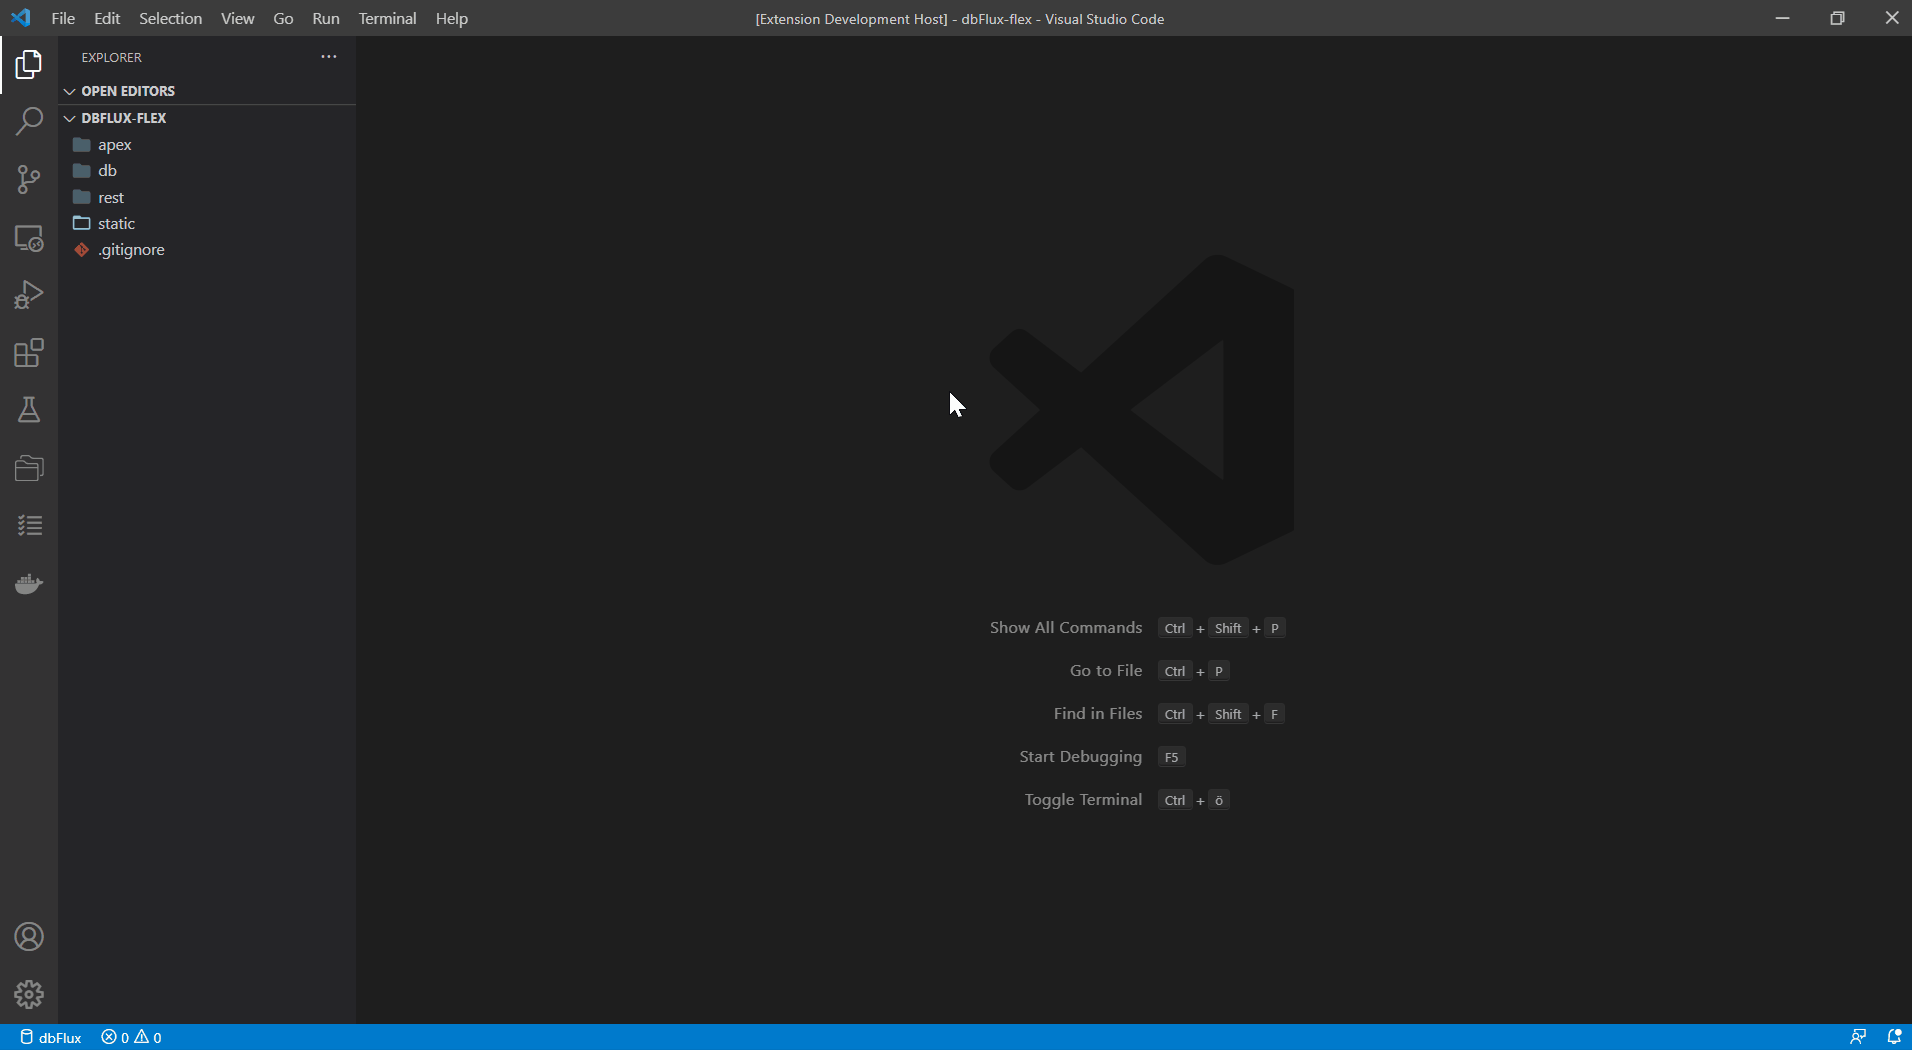 File Edit Selection View Go Run Terminal Help
[Extension Development Host] - dbFlux-flex - Visual Studio Code
EXPLORER
OPEN EDITORS
DBFLUX-FLEX
apex
db
rest
static
.gitignore
Show All Commands Ctrl + Shift + P
Go to File Ctrl + P
Find in Files Ctrl + Shift + F
Start Debugging F5
Toggle Terminal Ctrl + ö
dbFlux 0 0